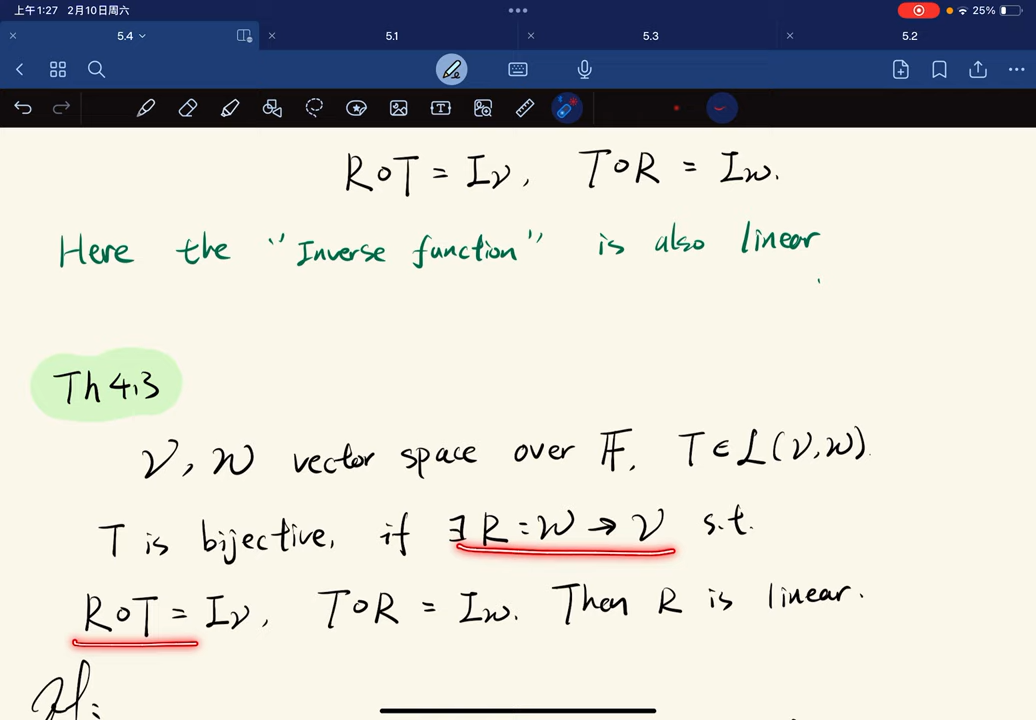 上午1:27 2月10日周六
25%
5.4 5.1 5.3 5.2
R∘T = I𝒱, T∘R = I𝒲.
Here the "Inverse function" is also linear
Th 4.3
𝒱, 𝒲 vector space over 𝔽, T ∈ ℒ(𝒱,𝒲).
T is bijective, if ∃ R : 𝒲 → 𝒱 s.t.
R∘T = I𝒱, T∘R = I𝒲. Then R is linear.